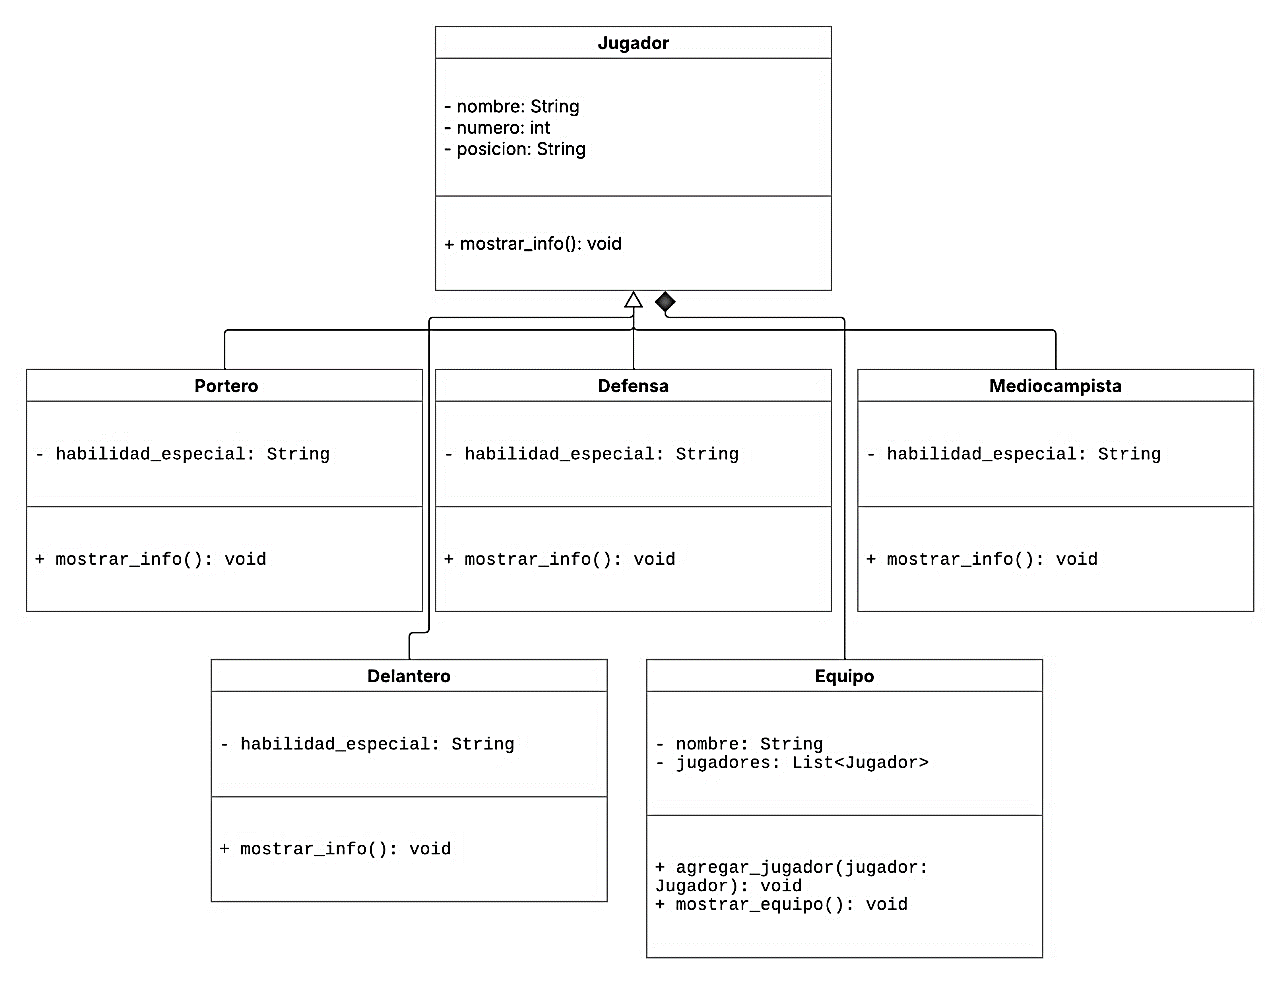 Jugador
- nombre: String
- numero: int
- posicion: String
+ mostrar_info(): void
Portero
- habilidad_especial: String
+ mostrar_info(): void
Defensa
- habilidad_especial: String
+ mostrar_info(): void
Mediocampista
- habilidad_especial: String
+ mostrar_info(): void
Delantero
- habilidad_especial: String
+ mostrar_info(): void
Equipo
- nombre: String
- jugadores: List<Jugador>
+ agregar_jugador(jugador:
Jugador): void
+ mostrar_equipo(): void